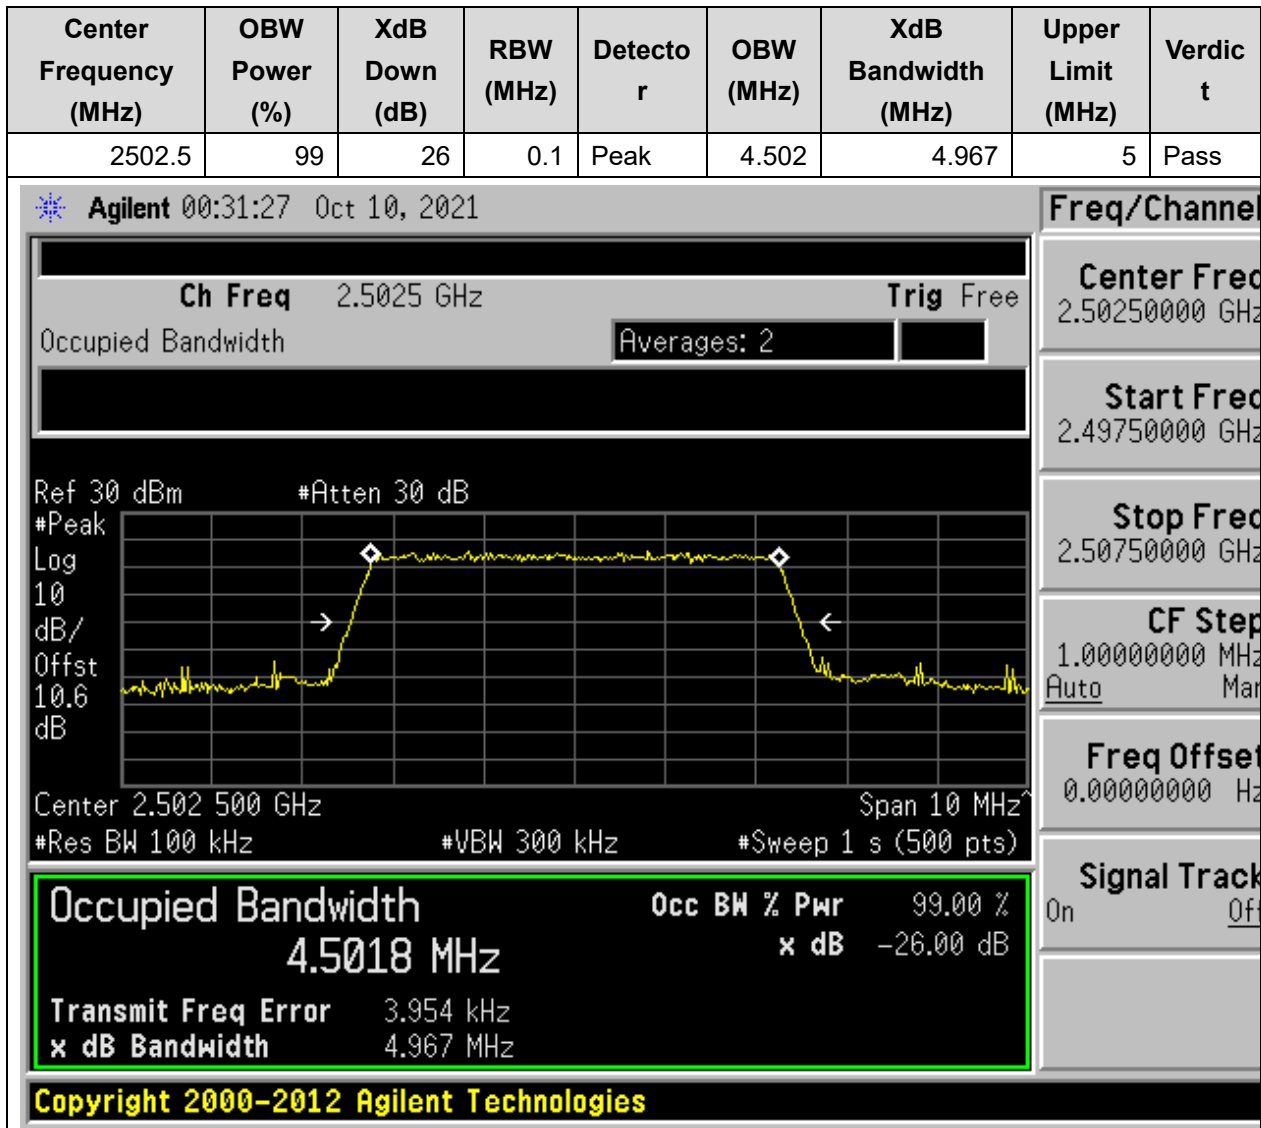 Center Frequency (MHz) OBW Power (%) XdB Down (dB) RBW (MHz) Detector OBW (MHz) XdB Bandwidth (MHz) Upper Limit (MHz) Verdict
2502.5 99 26 0.1 Peak 4.502 4.967 5 Pass
Agilent 00:31:27 Oct 10, 2021
Freq/Channel
Ch Freq 2.5025 GHz Trig Free
Occupied Bandwidth Averages: 2
Center Freq
2.50250000 GHz
Start Freq
2.49750000 GHz
Stop Freq
2.50750000 GHz
CF Step
1.00000000 MHz
Auto Man
Freq Offset
0.00000000 Hz
Signal Track
On Off
Ref 30 dBm #Atten 30 dB
#Peak
Log
10
dB/
Offst
10.6
dB
Center 2.502 500 GHz Span 10 MHz^
#Res BW 100 kHz #VBW 300 kHz #Sweep 1 s (500 pts)
Occupied Bandwidth Occ BW % Pwr 99.00 %
4.5018 MHz x dB -26.00 dB
Transmit Freq Error 3.954 kHz
x dB Bandwidth 4.967 MHz
Copyright 2000-2012 Agilent Technologies